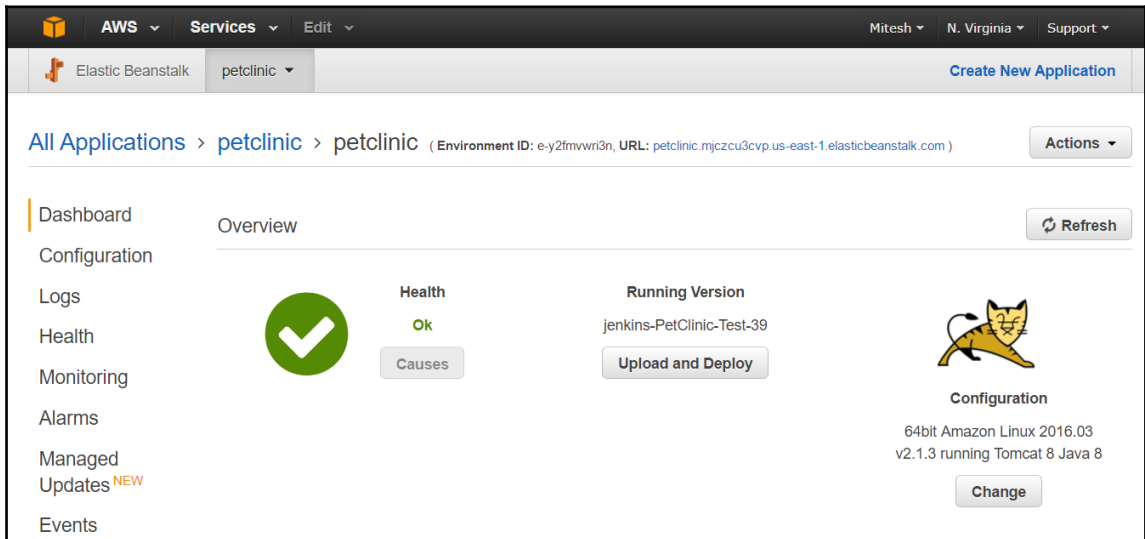 AWS Services Edit Mitesh N. Virginia Support
Elastic Beanstalk petclinic Create New Application
All Applications > petclinic > petclinic ( Environment ID: e-y2fmvwri3n, URL: petclinic.mjczcu3cvp.us-east-1.elasticbeanstalk.com ) Actions
Dashboard
Configuration
Logs
Health
Monitoring
Alarms
Managed
Updates NEW
Events
Overview Refresh
Health
Ok
Causes
Running Version
jenkins-PetClinic-Test-39
Upload and Deploy
Configuration
64bit Amazon Linux 2016.03
v2.1.3 running Tomcat 8 Java 8
Change